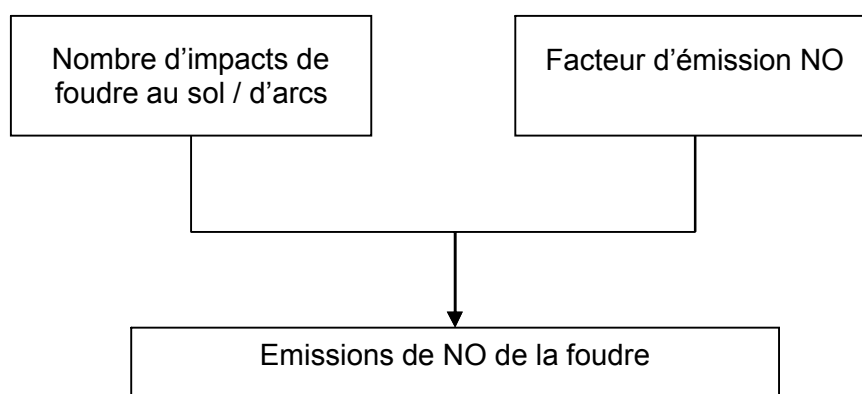 Nombre d’impacts de
foudre au sol / d’arcs
Facteur d’émission NO
Emissions de NO de la foudre